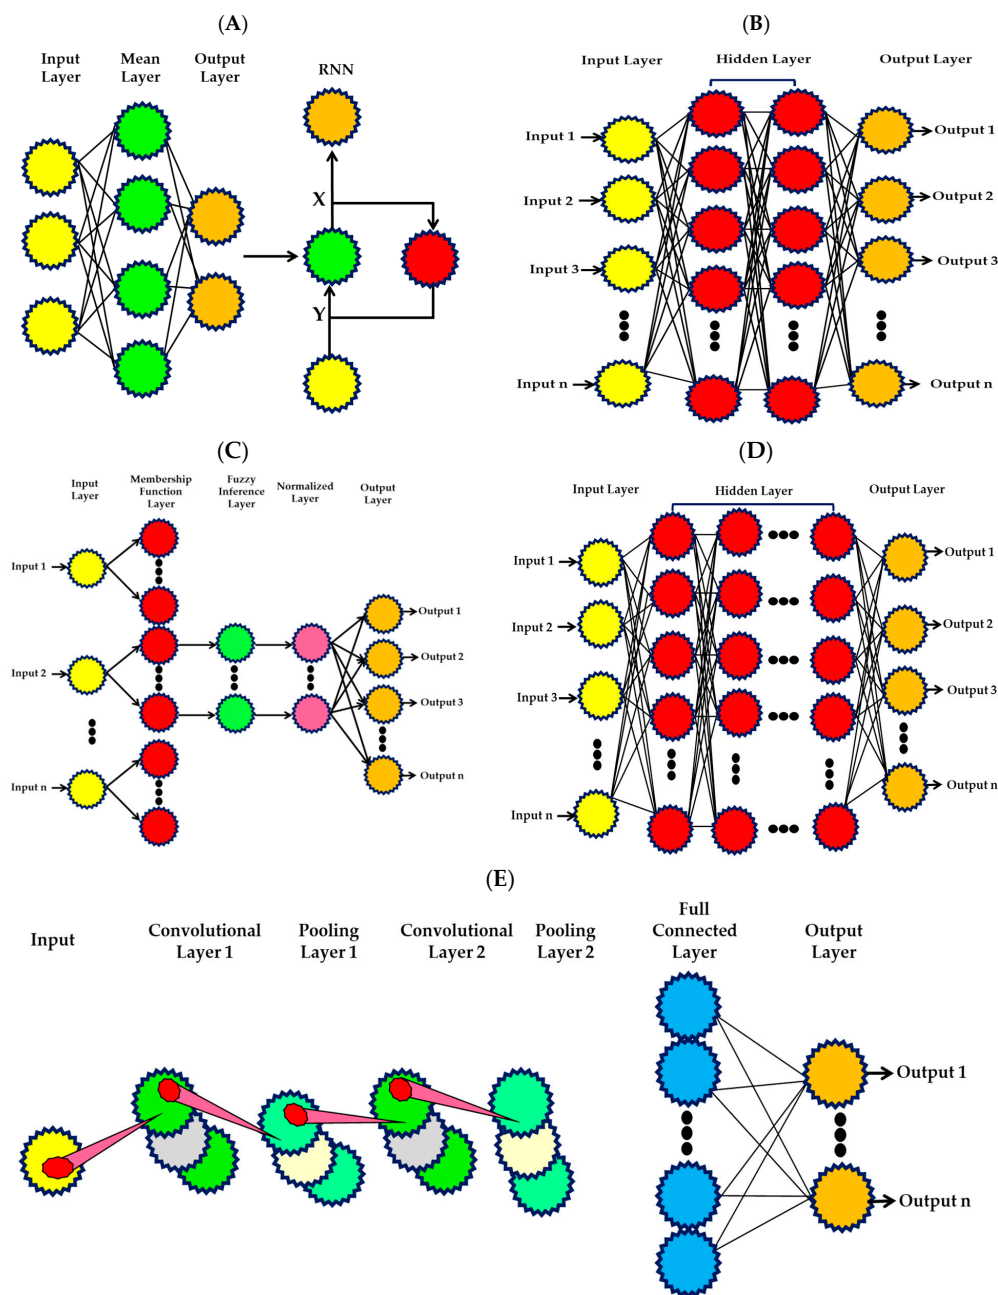 (A)
Input
Layer
Mean
Layer
Output
Layer
RNN
X
Y
(B)
Input Layer
Hidden Layer
Output Layer
Input 1
Input 2
Input 3
Input n
Output 1
Output 2
Output 3
Output n
(C)
Input
Layer
Membership
Function
Layer
Fuzzy
Inference
Layer
Normalized
Layer
Output
Layer
Input 1
Input 2
Input n
Output 1
Output 2
Output 3
Output n
(D)
Input Layer
Hidden Layer
Output Layer
Input 1
Input 2
Input 3
Input n
Output 1
Output 2
Output 3
Output n
(E)
Input
Convolutional
Layer 1
Pooling
Layer 1
Convolutional
Layer 2
Pooling
Layer 2
Full
Connected
Layer
Output
Layer
Output 1
Output n